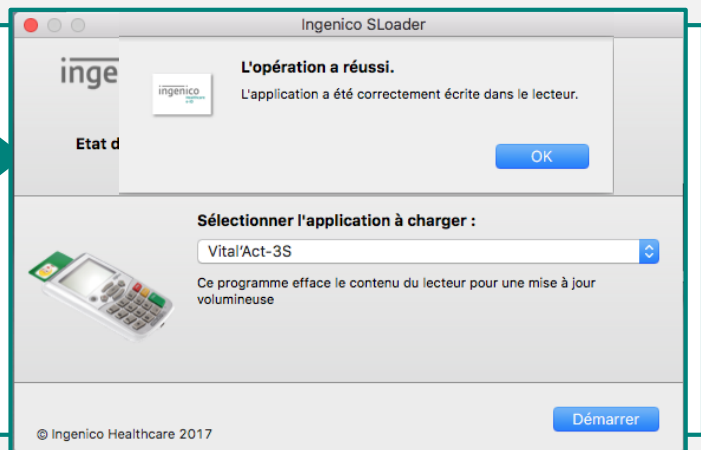 Ingenico SLoader
inge
ingenico
L'opération a réussi.
L'application a été correctement écrite dans le lecteur.
Etat d
OK
Sélectionner l'application à charger :
Vital'Act-3S
Ce programme efface le contenu du lecteur pour une mise à jour
volumineuse
© Ingenico Healthcare 2017
Démarrer